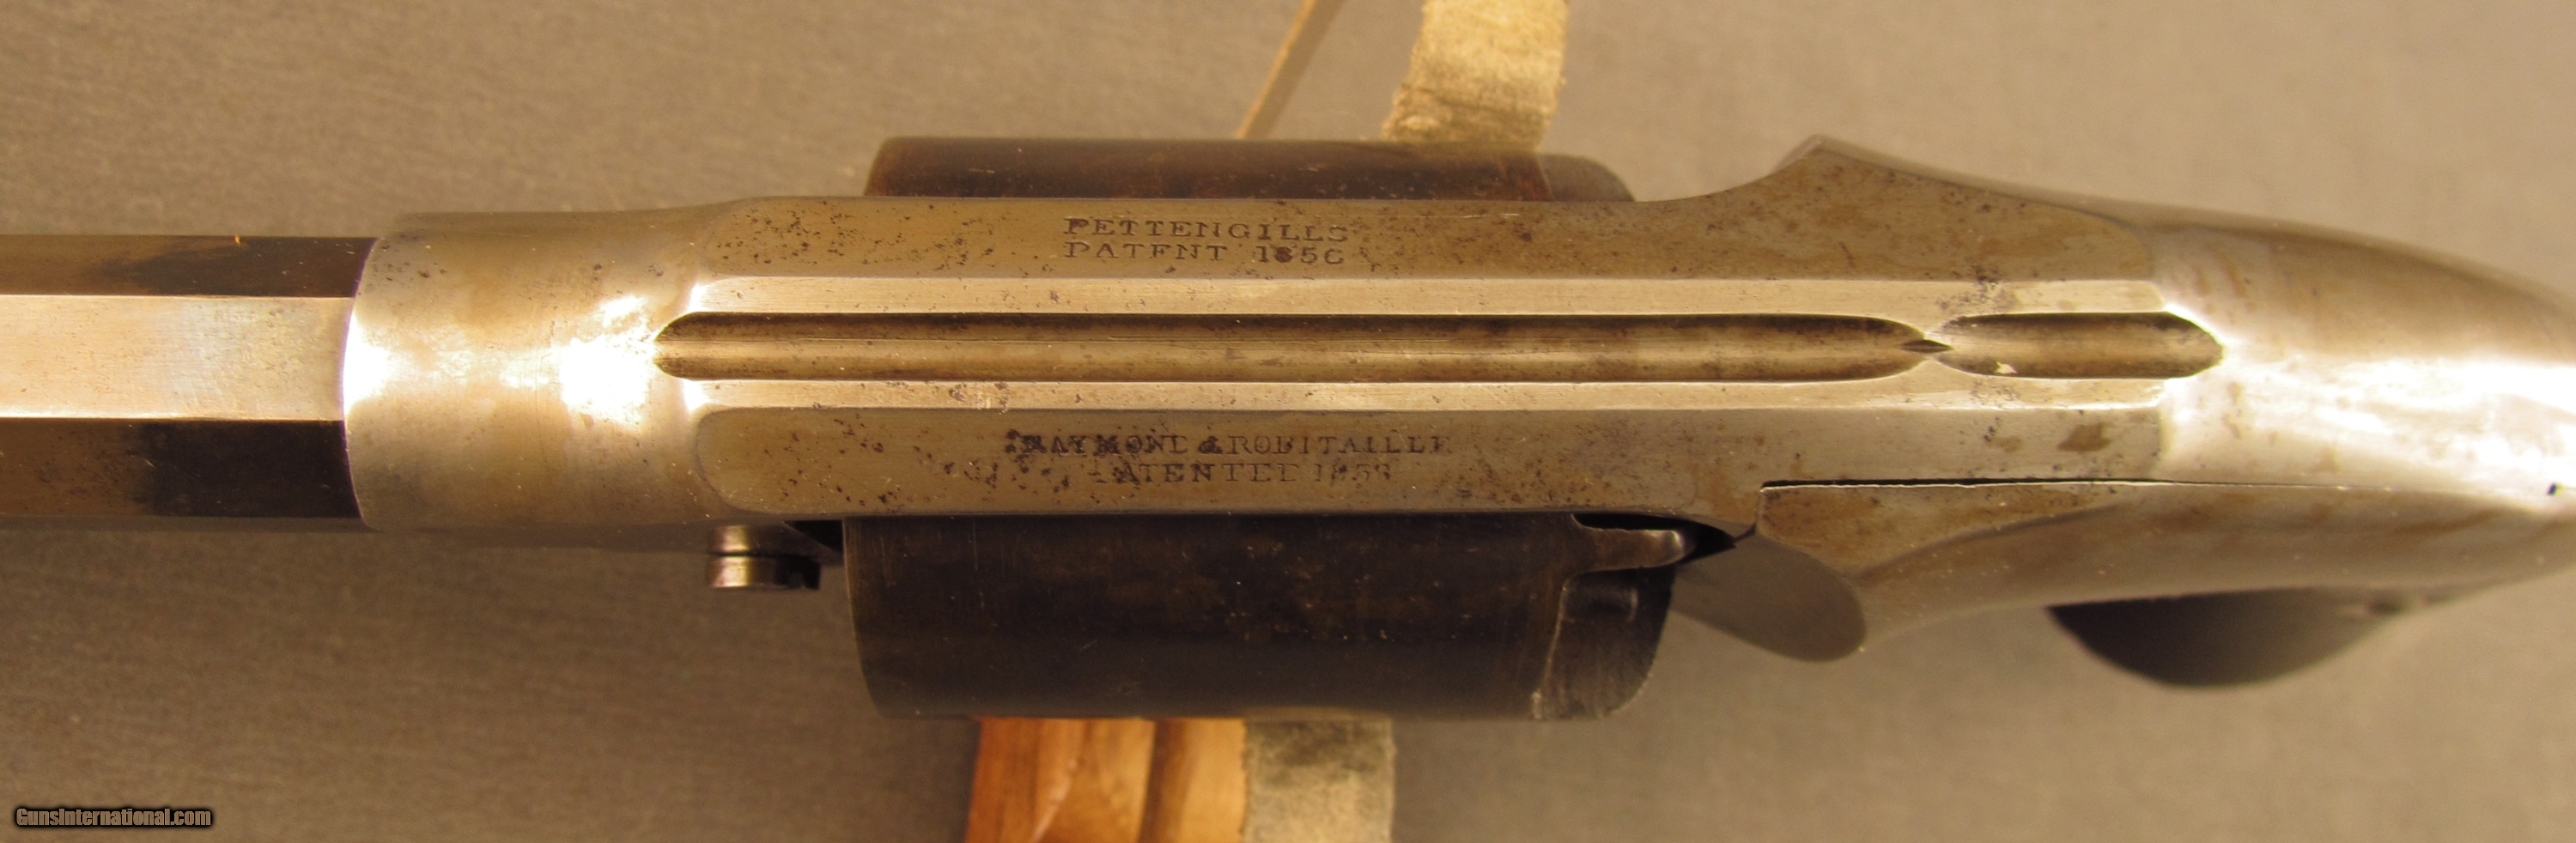 PETTENGILLS
PATENT 1856
RAYMOND & ROBITAILLE
PATENTED 1858
GunsInternational.com